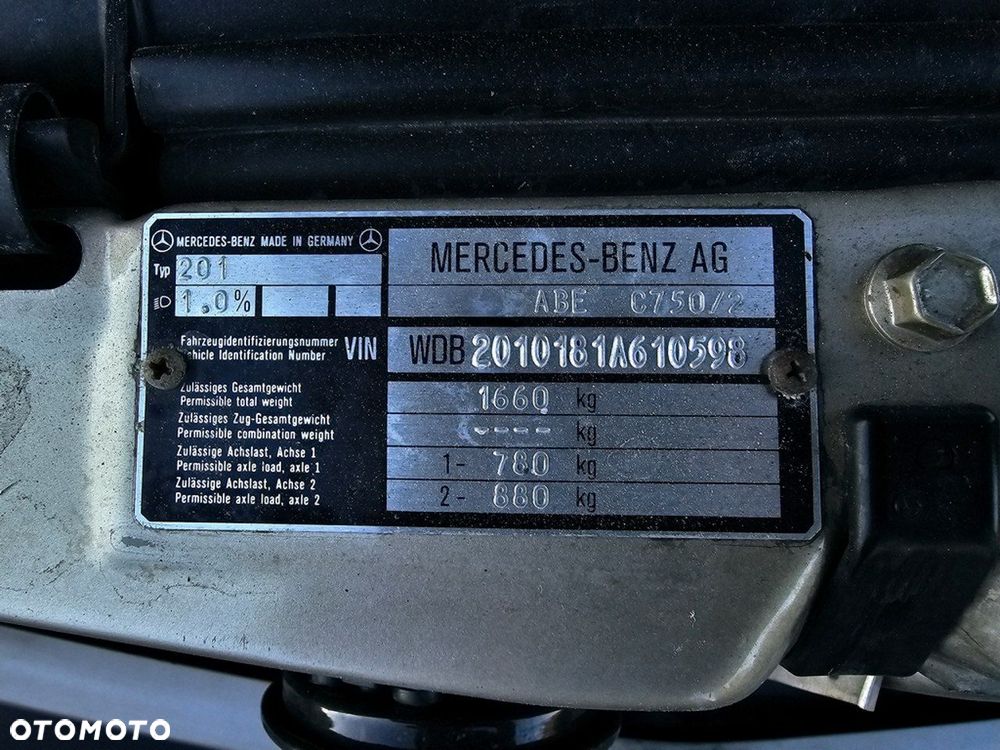 MERCEDES-BENZ MADE IN GERMANY
Typ 201
1.0%
MERCEDES-BENZ AG
ABE C750/2
Fahrzeugidentifizierungsnummer
Vehicle Identification Number VIN
WDB 2010181A610598
Zulässiges Gesamtgewicht
Permissible total weight
1660 kg
Zulässiges Zug-Gesamtgewicht
Permissible combination weight
---- kg
Zulässige Achslast, Achse 1
Permissible axle load, axle 1
1- 780 kg
Zulässige Achslast, Achse 2
Permissible axle load, axle 2
2- 880 kg
OTOMOTO